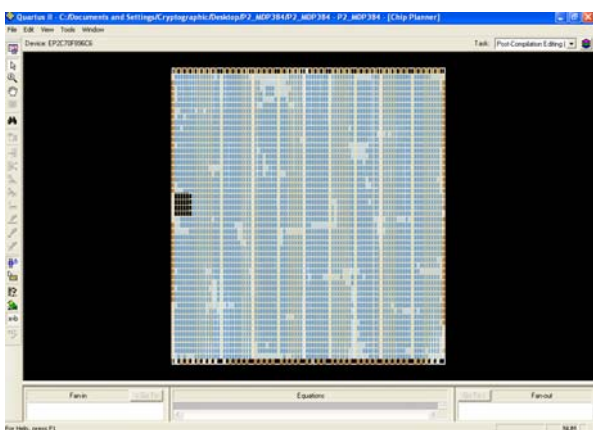 Quartus II - C:/Documents and Settings/Cryptographic/Desktop/P2_MDP384/P2_MDP384 - P2_MDP384 - [Chip Planner]
File Edit View Tools Window
Device: EP2C70F896C6
Task: Post-Compilation Editing (
Fan-in
Equations
Fan-out
For Help, press F1